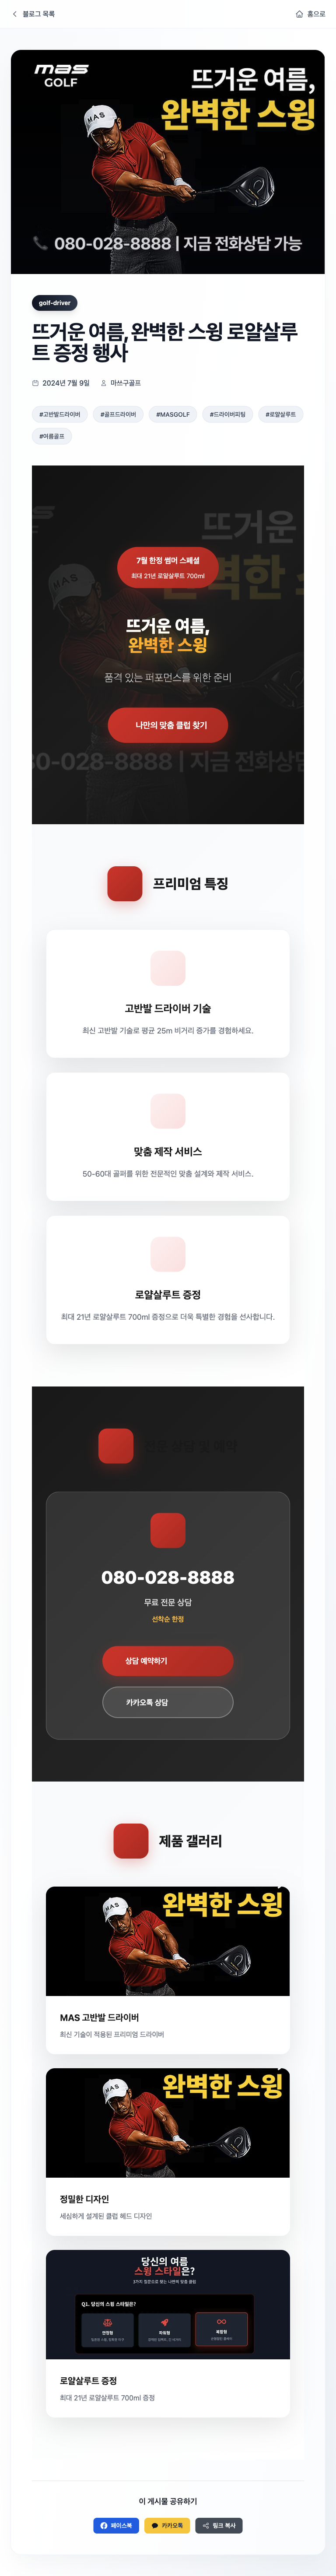 블로그 목록
홈으로
mas
GOLF
뜨거운 여름,
완벽한 스윙
080-028-8888 | 지금 전화상담 가능
golf-driver
뜨거운 여름, 완벽한 스윙 로얄살루
트 증정 행사
2024년 7월 9일 마쓰구골프
#고반발드라이버 #골프드라이버 #MASGOLF #드라이버피팅 #로얄살루트
#여름골프
7월 한정 썸머 스페셜
최대 21년 로얄살루트 700ml
뜨거운 여름,
완벽한 스윙
품격 있는 퍼포먼스를 위한 준비
나만의 맞춤 클럽 찾기
프리미엄 특징
고반발 드라이버 기술
최신 고반발 기술로 평균 25m 비거리 증가를 경험하세요.
맞춤 제작 서비스
50-60대 골퍼를 위한 전문적인 맞춤 설계와 제작 서비스.
로얄살루트 증정
최대 21년 로얄살루트 700ml 증정으로 더욱 특별한 경험을 선사합니다.
080-028-8888
무료 전문 상담
선착순 한정
상담 예약하기
카카오톡 상담
제품 갤러리
완벽한 스윙
MAS 고반발 드라이버
최신 기술이 적용된 프리미엄 드라이버
완벽한 스윙
정밀한 디자인
세심하게 설계된 클럽 헤드 디자인
당신의 여름
스윙 스타일은?
3가지 질문으로 찾는 나만의 맞춤 클럽
Q1. 당신의 스윙 스타일은?
안정형
파워형
복합형
로얄살루트 증정
최대 21년 로얄살루트 700ml 증정
이 게시물 공유하기
페이스북
카카오톡
링크 복사